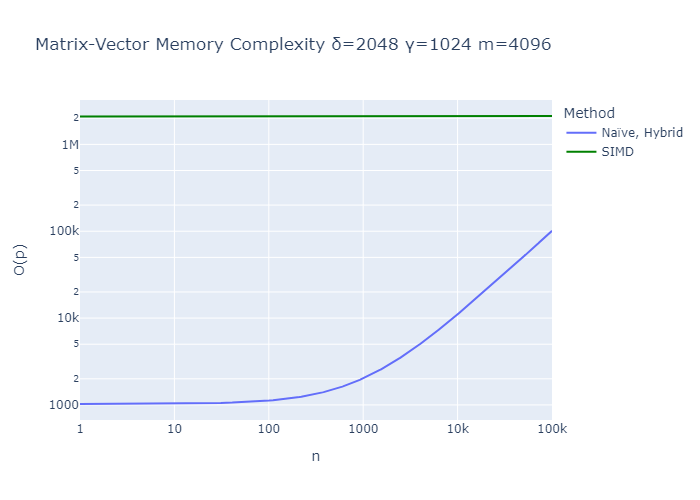 Matrix-Vector Memory Complexity δ=2048 γ=1024 m=4096
Method
Naïve, Hybrid
SIMD
O(p)
2
1M
5
2
100k
5
2
10k
5
2
1000
1 10 100 1000 10k 100k
n